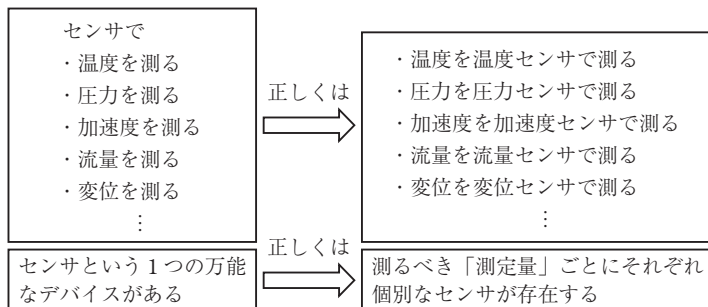 センサで
・温度を測る
・圧力を測る
・加速度を測る
・流量を測る
・変位を測る
⋮
正しくは
・温度を温度センサで測る
・圧力を圧力センサで測る
・加速度を加速度センサで測る
・流量を流量センサで測る
・変位を変位センサで測る
⋮
センサという1つの万能
なデバイスがある
正しくは
測るべき「測定量」ごとにそれぞれ
個別なセンサが存在する